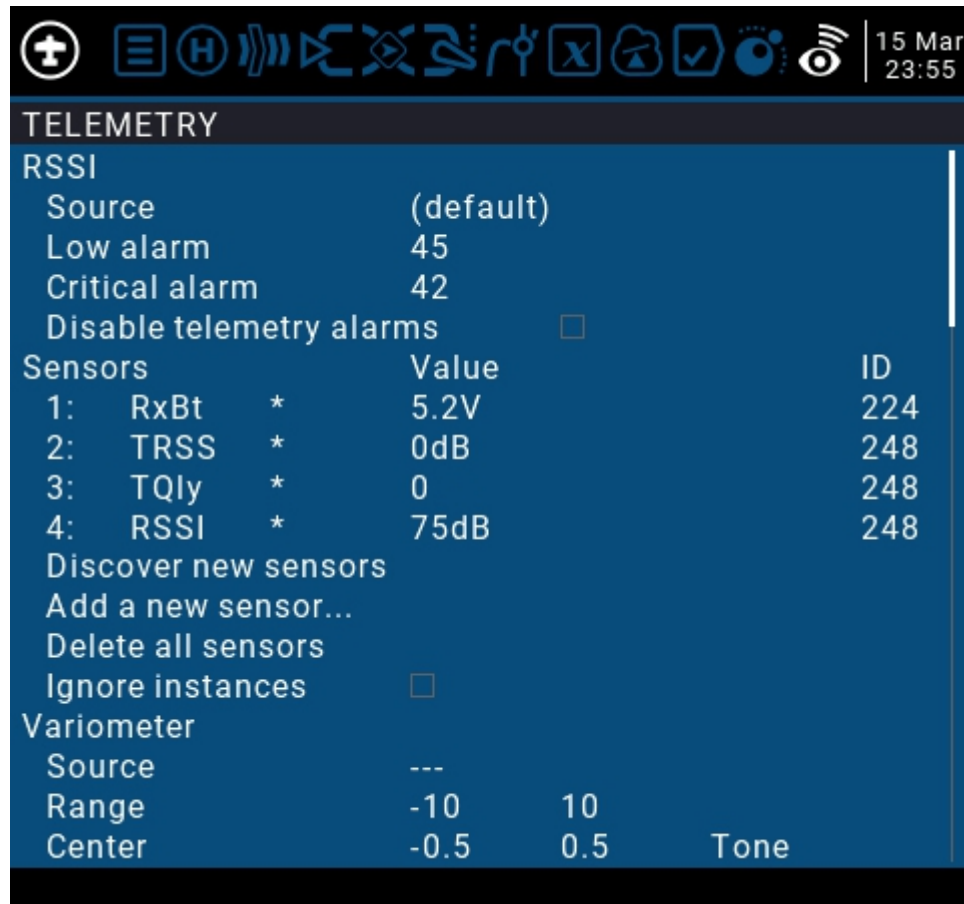 15 Mar
23:55
TELEMETRY
RSSI
Source (default)
Low alarm 45
Critical alarm 42
Disable telemetry alarms
Sensors Value ID
1: RxBt * 5.2V 224
2: TRSS * 0dB 248
3: TQly * 0 248
4: RSSI * 75dB 248
Discover new sensors
Add a new sensor...
Delete all sensors
Ignore instances
Variometer
Source ---
Range -10 10
Center -0.5 0.5 Tone